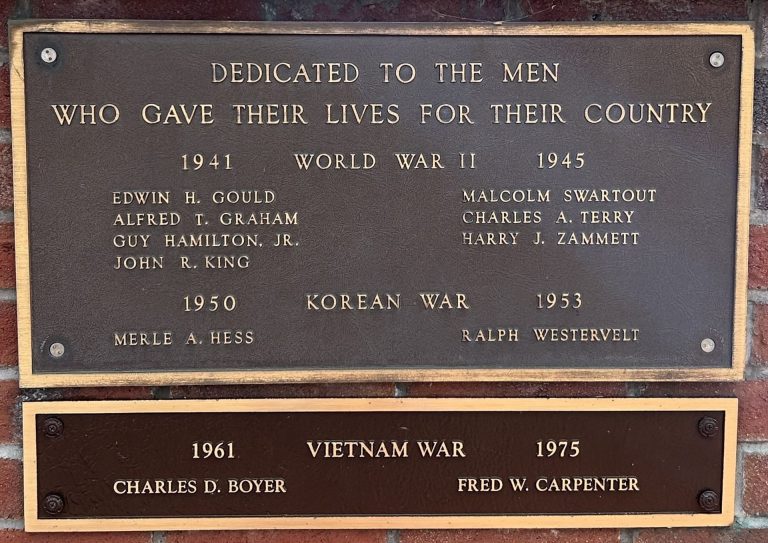 DEDICATED TO THE MEN
WHO GAVE THEIR LIVES FOR THEIR COUNTRY
1941 WORLD WAR II 1945
EDWIN H. GOULD MALCOLM SWARTOUT
ALFRED T. GRAHAM CHARLES A. TERRY
GUY HAMILTON, JR. HARRY J. ZAMMETT
JOHN R. KING
1950 KOREAN WAR 1953
MERLE A. HESS RALPH WESTERVELT
1961 VIETNAM WAR 1975
CHARLES D. BOYER FRED W. CARPENTER